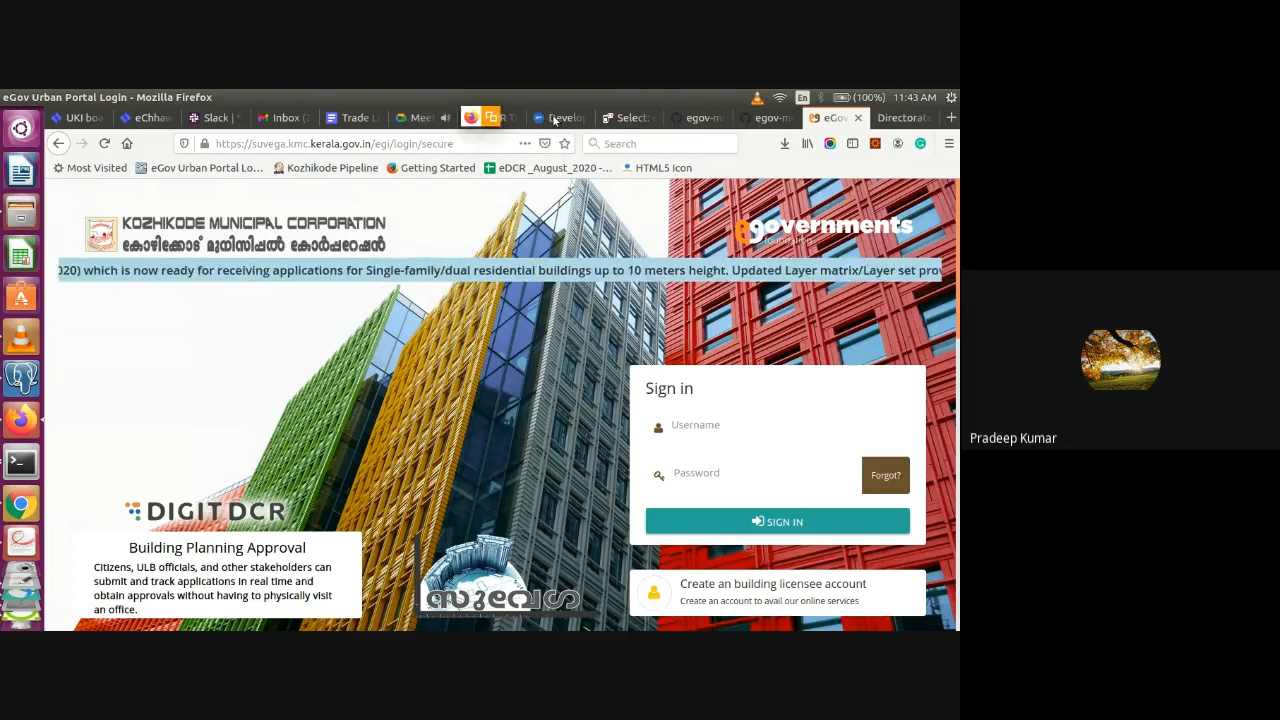 eGov Urban Portal Login - Mozilla Firefox
En
(100%)
11:43 AM
UKI boa
eChhaw
Slack | *
Inbox (2
Trade Li
Meet
R T
Develop
Select:
egov-m
egov-m
eGov
Directorate
https://suvega.kmc.kerala.gov.in/egi/login/secure
Search
Most Visited
eGov Urban Portal Lo...
Kozhikode Pipeline
Getting Started
eDCR _August_2020 -...
HTML5 Icon
KOZHIKODE MUNICIPAL CORPORATION
കോഴിക്കോട് മുനിസിപ്പൽ കോർപ്പറേഷൻ
egovernments
foundation
020) which is now ready for receiving applications for Single-family/dual residential buildings up to 10 meters height. Updated Layer matrix/Layer set prov
Sign in
Username
Password
Forgot?
SIGN IN
DIGIT DCR
Building Planning Approval
Citizens, ULB officials, and other stakeholders can
submit and track applications in real time and
obtain approvals without having to physically visit
an office.
സുവേഗ
Create an building licensee account
Create an account to avail our online services
Pradeep Kumar